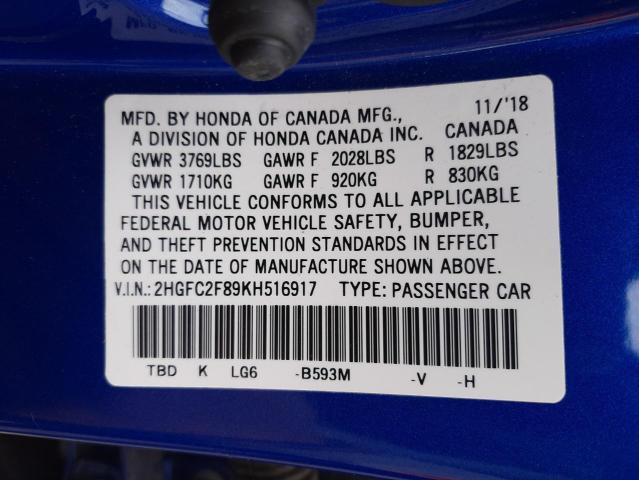 MFD. BY HONDA OF CANADA MFG., 11/'18
A DIVISION OF HONDA CANADA INC. CANADA
GVWR 3769LBS GAWR F 2028LBS R 1829LBS
GVWR 1710KG GAWR F 920KG R 830KG
THIS VEHICLE CONFORMS TO ALL APPLICABLE
FEDERAL MOTOR VEHICLE SAFETY, BUMPER,
AND THEFT PREVENTION STANDARDS IN EFFECT
ON THE DATE OF MANUFACTURE SHOWN ABOVE.
V.I.N.: 2HGFC2F89KH516917 TYPE: PASSENGER CAR
TBD K LG6 -B593M -V -H